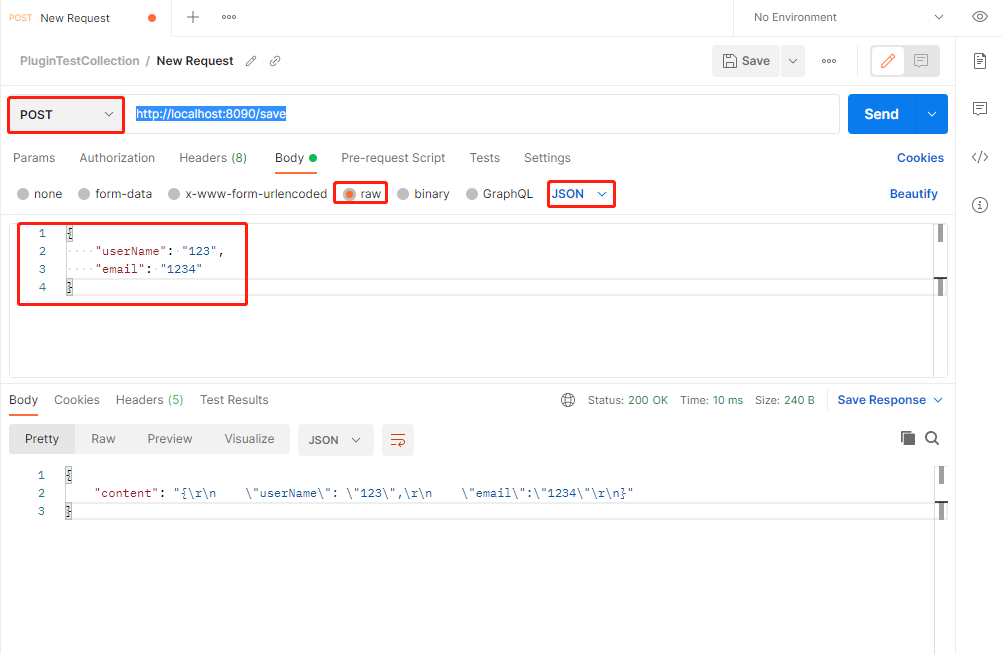 POST New Request No Environment
PluginTestCollection / New Request Save
POST http://localhost:8090/save Send
Params Authorization Headers (8) Body Pre-request Script Tests Settings Cookies
none form-data x-www-form-urlencoded raw binary GraphQL JSON Beautify
1 {
2 "userName": "123",
3 "email": "1234"
4 }
Body Cookies Headers (5) Test Results Status: 200 OK Time: 10 ms Size: 240 B Save Response
Pretty Raw Preview Visualize JSON
1 {
2 "content": "{\r\n    \"userName\": \"123\",\r\n    \"email\":\"1234\"\r\n}"
3 }